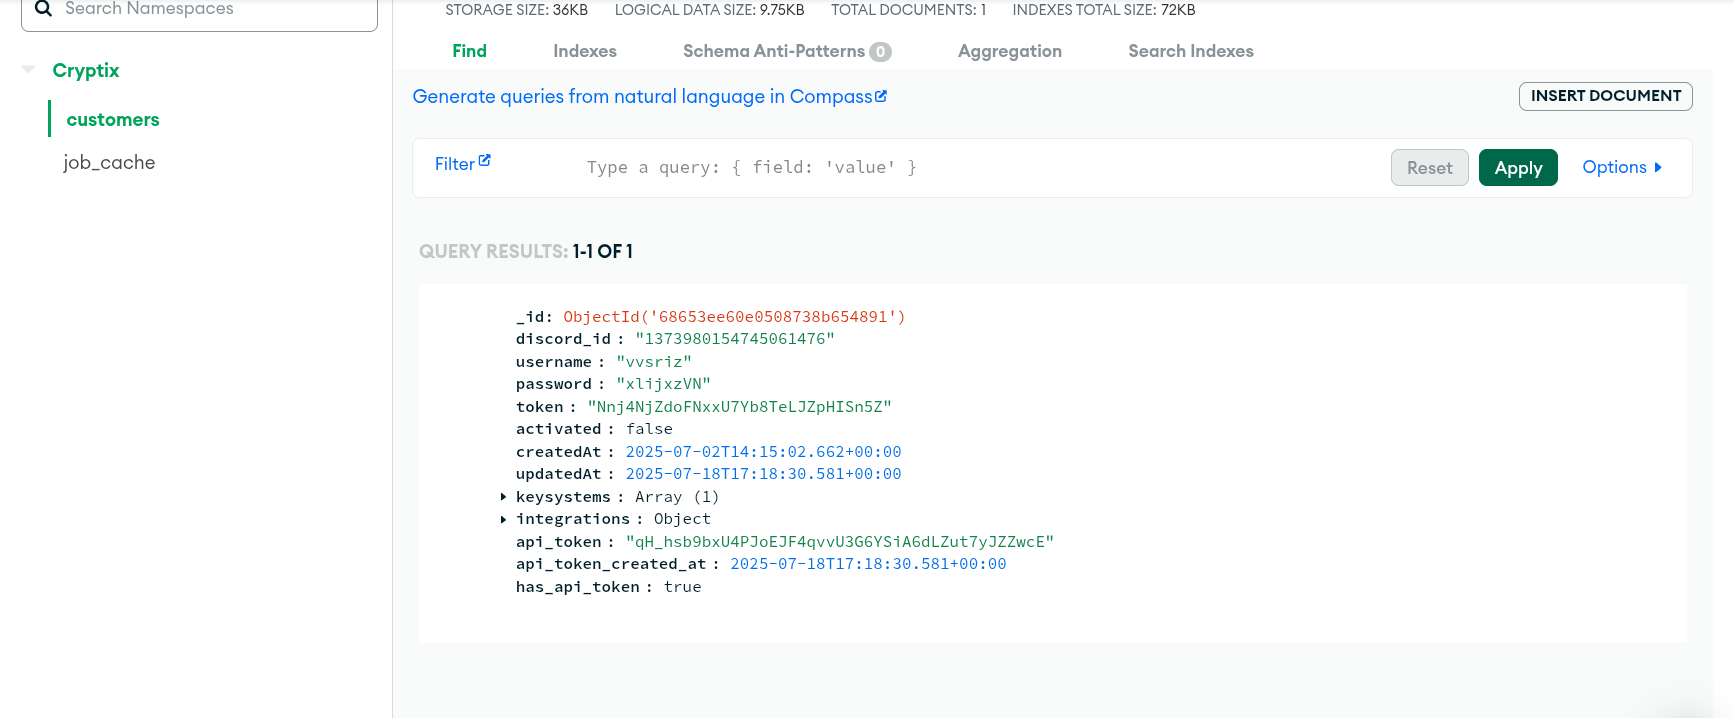 Search Namespaces
Cryptix
customers
job_cache
STORAGE SIZE: 36KB LOGICAL DATA SIZE: 9.75KB TOTAL DOCUMENTS: 1 INDEXES TOTAL SIZE: 72KB
Find Indexes Schema Anti-Patterns 0 Aggregation Search Indexes
Generate queries from natural language in Compass
INSERT DOCUMENT
Filter Type a query: { field: 'value' } Reset Apply Options
QUERY RESULTS: 1-1 OF 1
_id: ObjectId('68653ee60e0508738b654891')
discord_id : "1373980154745061476"
username : "vvsriz"
password : "xlijxzVN"
token : "Nnj4NjZdoFNxxU7Yb8TeLJZpHISn5Z"
activated : false
createdAt : 2025-07-02T14:15:02.662+00:00
updatedAt : 2025-07-18T17:18:30.581+00:00
keysystems : Array (1)
integrations : Object
api_token : "qH_hsb9bxU4PJoEJF4qvvU3G6YSiA6dLZut7yJZZwcE"
api_token_created_at : 2025-07-18T17:18:30.581+00:00
has_api_token : true